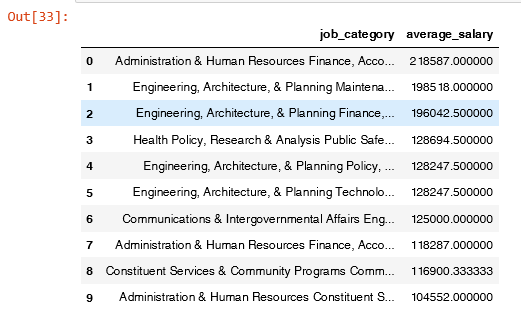 Out[33]:
job_category average_salary
0 Administration & Human Resources Finance, Acco... 218587.000000
1 Engineering, Architecture, & Planning Maintena... 198518.000000
2 Engineering, Architecture, & Planning Finance,... 196042.500000
3 Health Policy, Research & Analysis Public Safe... 128694.500000
4 Engineering, Architecture, & Planning Policy, ... 128247.500000
5 Engineering, Architecture, & Planning Technolo... 128247.500000
6 Communications & Intergovernmental Affairs Eng... 125000.000000
7 Administration & Human Resources Finance, Acco... 118287.000000
8 Constituent Services & Community Programs Comm... 116900.333333
9 Administration & Human Resources Constituent S... 104552.000000